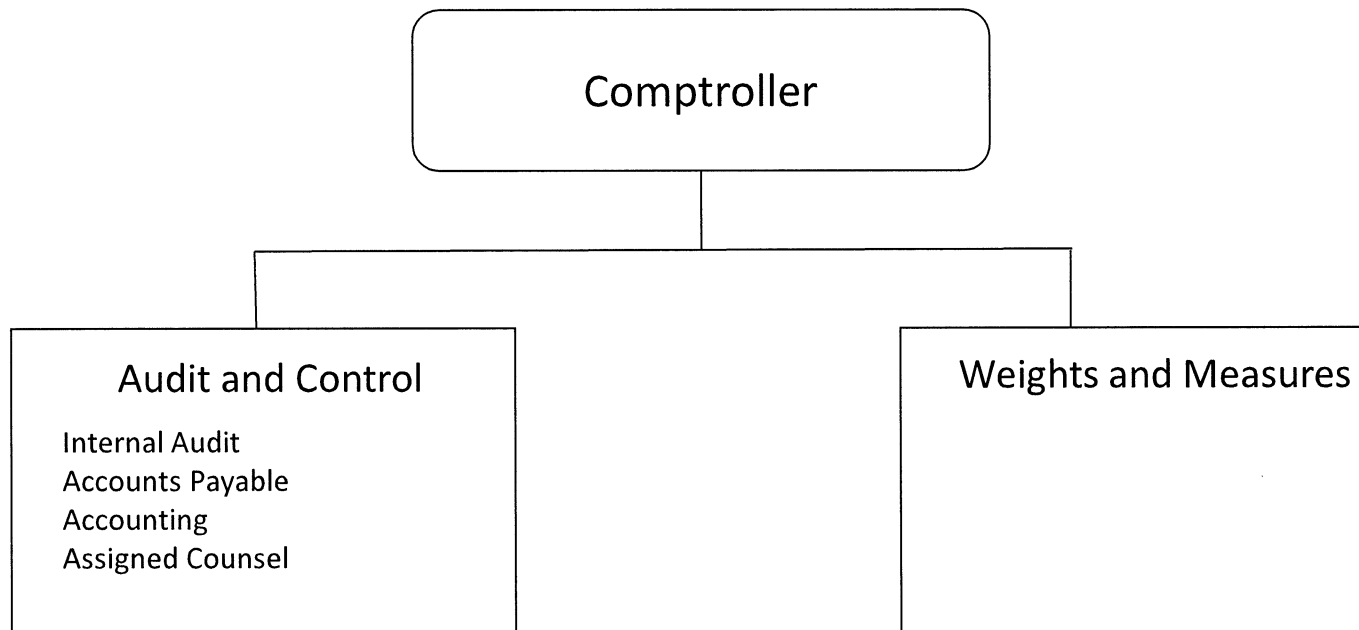 Comptroller
Audit and Control
Internal Audit
Accounts Payable
Accounting
Assigned Counsel
Weights and Measures